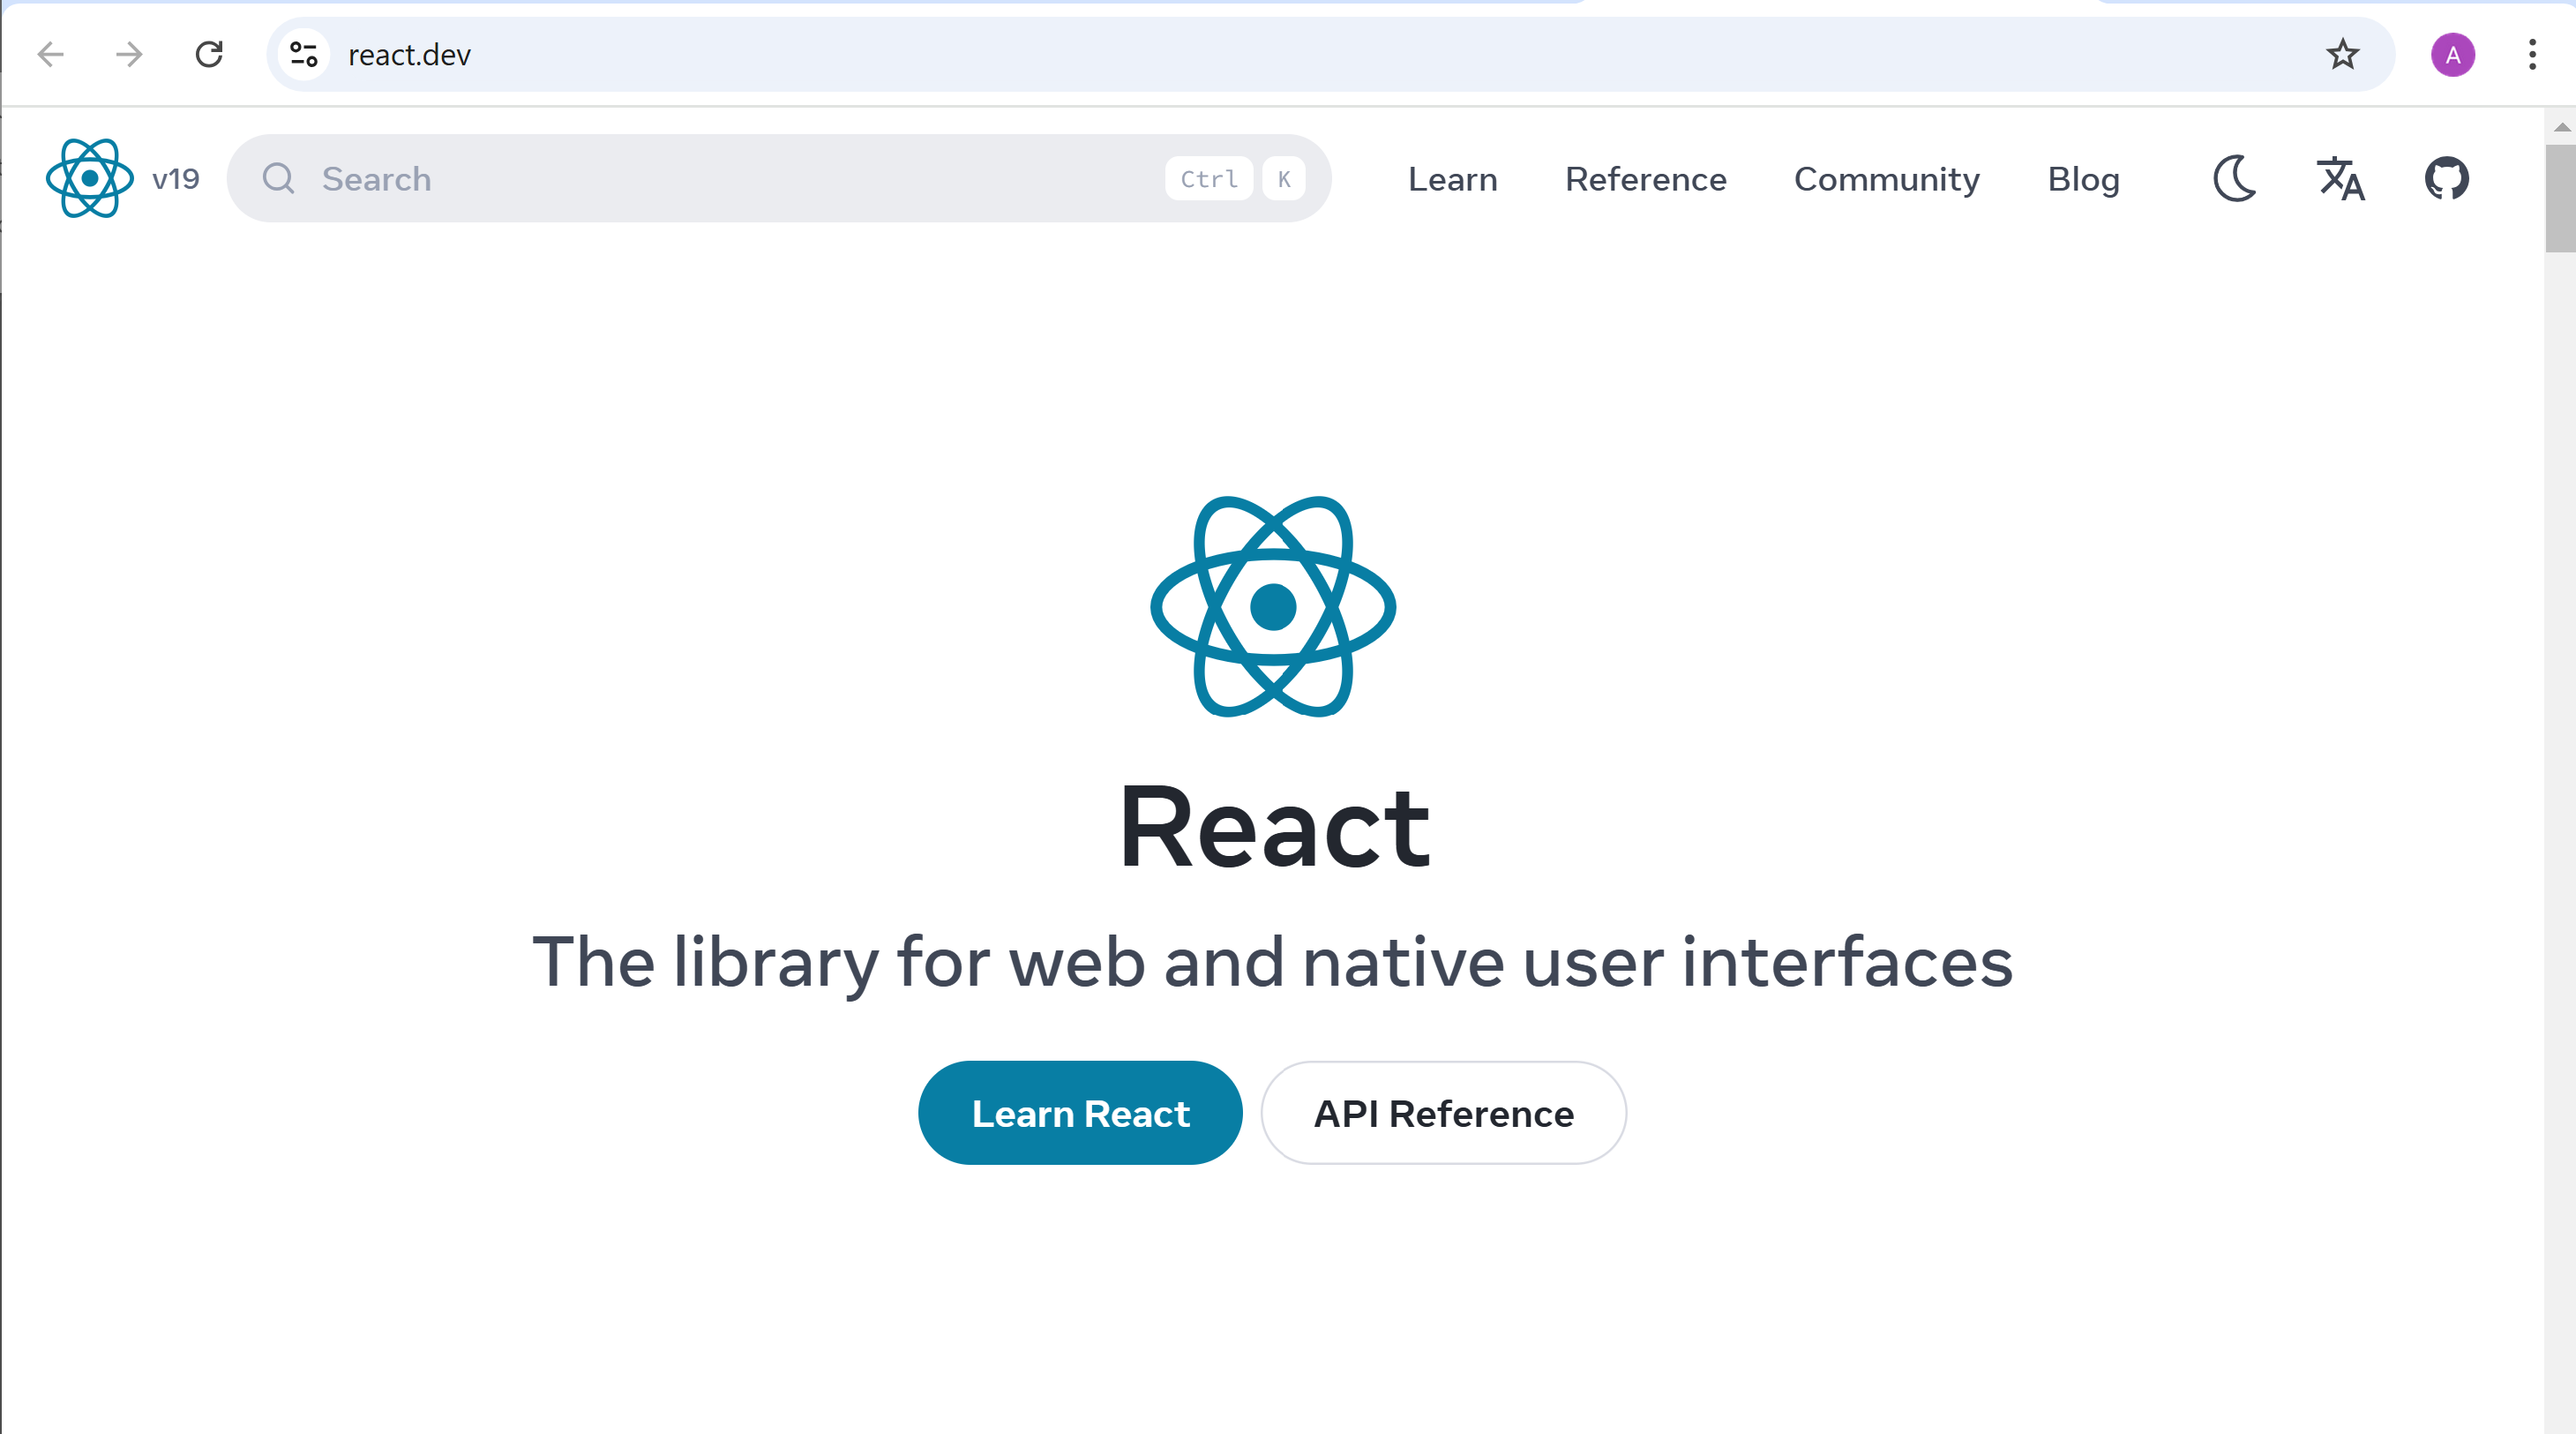 react.dev
A
v19
Search
Ctrl K
Learn Reference Community Blog
React
The library for web and native user interfaces
Learn React
API Reference